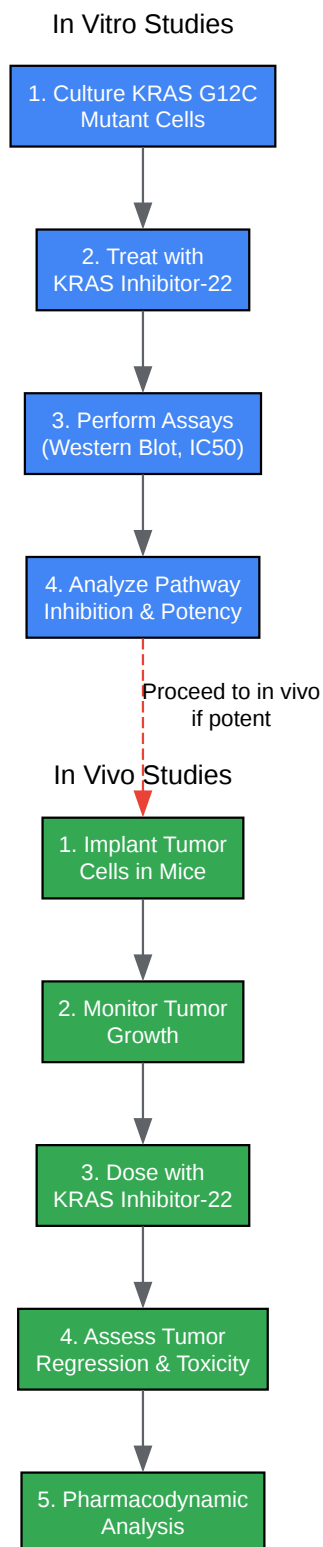 In Vitro Studies
1. Culture KRAS G12C
Mutant Cells
2. Treat with
KRAS Inhibitor-22
3. Perform Assays
(Western Blot, IC50)
4. Analyze Pathway
Inhibition & Potency
Proceed to in vivo
if potent
In Vivo Studies
1. Implant Tumor
Cells in Mice
2. Monitor Tumor
Growth
3. Dose with
KRAS Inhibitor-22
4. Assess Tumor
Regression & Toxicity
5. Pharmacodynamic
Analysis